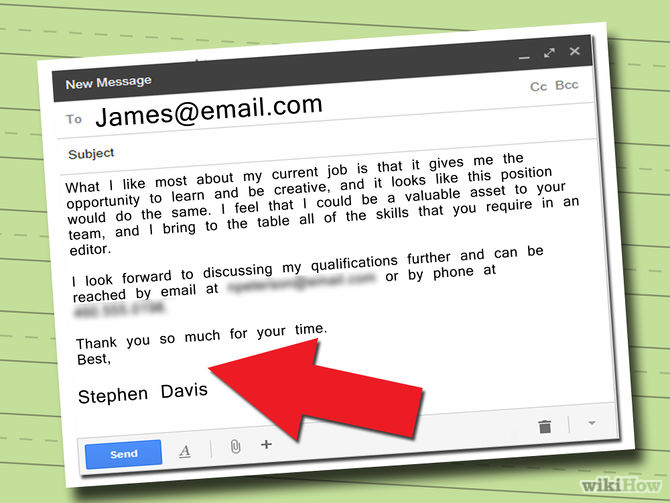 New Message
To James@email.com
Cc Bcc
Subject
What I like most about my current job is that it gives me the
opportunity to learn and be creative, and it looks like this position
would do the same. I feel that I could be a valuable asset to your
team, and I bring to the table all of the skills that you require in an
editor.
I look forward to discussing my qualifications further and can be
reached by email at or by phone at
Thank you so much for your time.
Best,
Stephen Davis
Send A
wikiHow